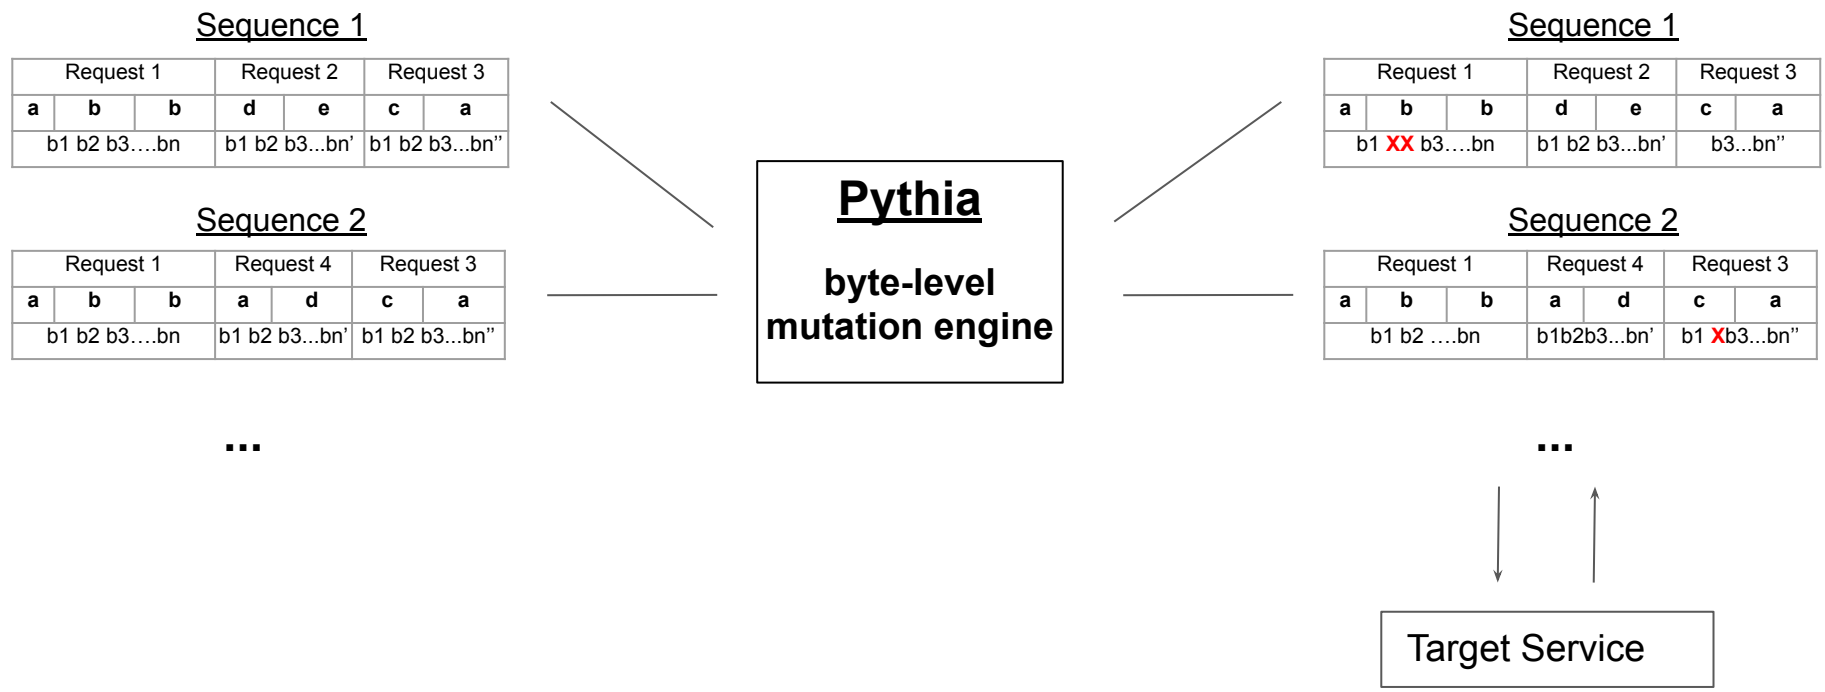 Sequence 1
Request 1 Request 2 Request 3
a b b d e c a
b1 b2 b3....bn b1 b2 b3...bn’ b1 b2 b3...bn’’
Sequence 2
Request 1 Request 4 Request 3
a b b a d c a
b1 b2 b3....bn b1 b2 b3...bn’ b1 b2 b3...bn’’
...
Pythia
byte-level
mutation engine
Sequence 1
Request 1 Request 2 Request 3
a b b d e c a
b1 XX b3....bn b1 b2 b3...bn’ b3...bn’’
Sequence 2
Request 1 Request 4 Request 3
a b b a d c a
b1 b2 ....bn b1b2b3...bn’ b1 Xb3...bn’’
...
Target Service